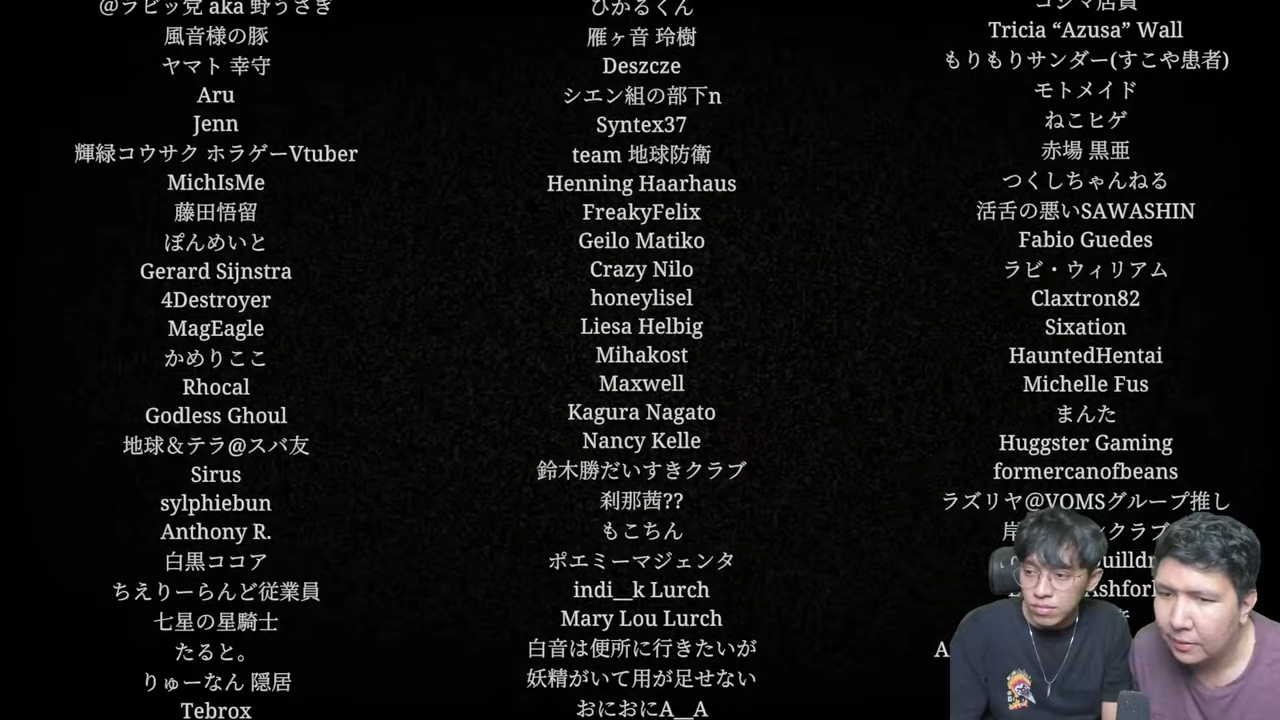 @ラビッ党 aka 野うさぎ
風音様の豚
ヤマト 幸守
Aru
Jenn
輝緑コウサク ホラゲーVtuber
MichIsMe
藤田悟留
ぽんめいと
Gerard Sijnstra
4Destroyer
MagEagle
かめりここ
Rhocal
Godless Ghoul
地球&テラ@スバ友
Sirus
sylphiebun
Anthony R.
白黒ココア
ちえりーらんど従業員
七星の星騎士
たると。
りゅーなん 隠居
Tebrox
ひかるくん
雁ヶ音 玲樹
Deszcze
シエン組の部下n
Syntex37
team 地球防衛
Henning Haarhaus
FreakyFelix
Geilo Matiko
Crazy Nilo
honeylisel
Liesa Helbig
Mihakost
Maxwell
Kagura Nagato
Nancy Kelle
鈴木勝だいすきクラブ
刹那茜??
もこちん
ポエミーマジェンタ
indi__k Lurch
Mary Lou Lurch
白音は便所に行きたいが
妖精がいて用が足せない
おにおにA__A
コジマ店員
Tricia “Azusa” Wall
もりもりサンダー(すこや患者)
モトメイド
ねこヒゲ
赤場 黒亜
つくしちゃんねる
活舌の悪いSAWASHIN
Fabio Guedes
ラビ・ウィリアム
Claxtron82
Sixation
HauntedHentai
Michelle Fus
まんた
Huggster Gaming
formercanofbeans
ラズリヤ@VOMSグループ推し